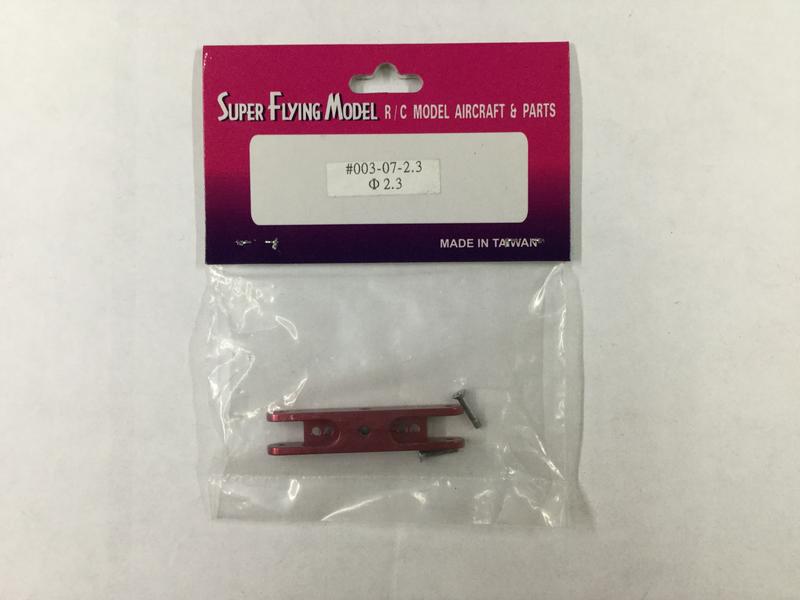 SUPER FLYING MODEL R/C MODEL AIRCRAFT & PARTS
#003-07-2.3
Φ 2.3
MADE IN TAIWAN